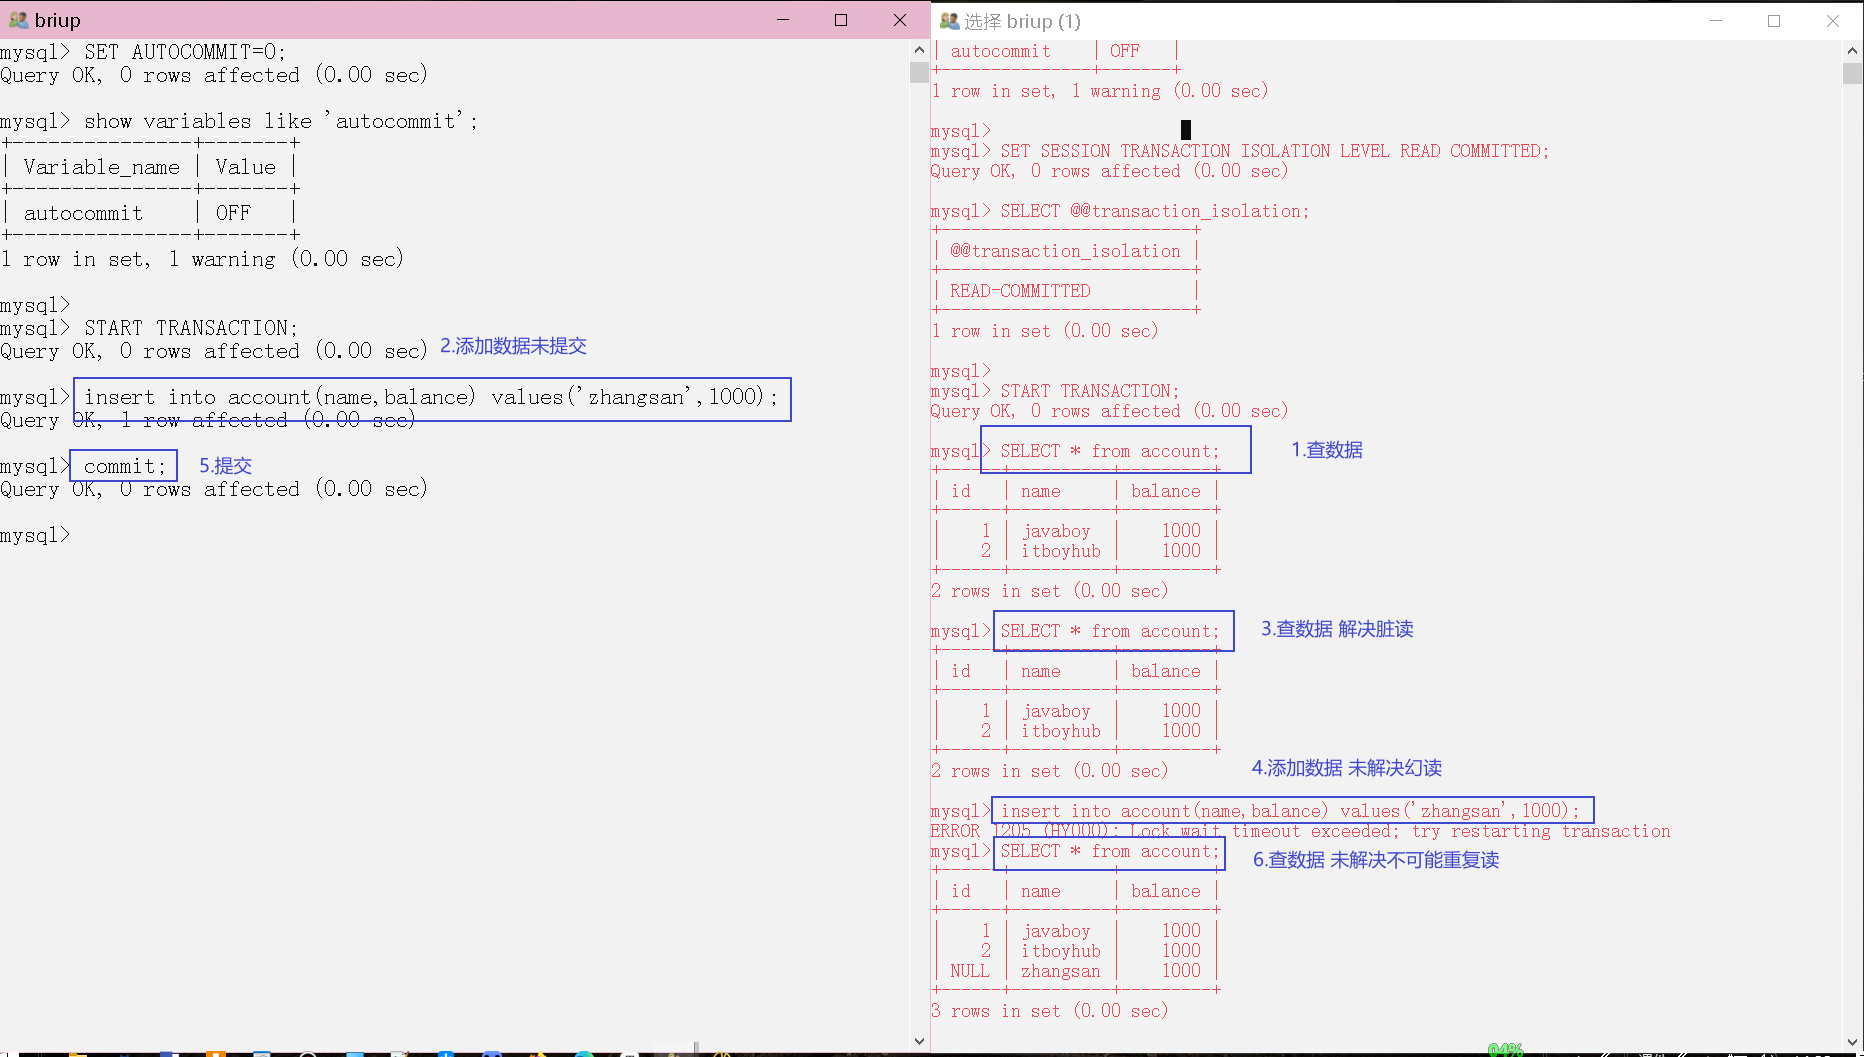 briup
mysql> SET AUTOCOMMIT=0;
Query OK, 0 rows affected (0.00 sec)
mysql> show variables like 'autocommit';
+---------------+-------+
| Variable_name | Value |
+---------------+-------+
| autocommit    | OFF   |
+---------------+-------+
1 row in set, 1 warning (0.00 sec)
mysql>
mysql> START TRANSACTION;
Query OK, 0 rows affected (0.00 sec) 2.添加数据未提交
mysql> insert into account(name,balance) values('zhangsan',1000);
Query OK, 1 row affected (0.00 sec)
mysql> commit; 5.提交
Query OK, 0 rows affected (0.00 sec)
mysql>
选择 briup (1)
| autocommit    | OFF   |
+---------------+-------+
1 row in set, 1 warning (0.00 sec)
mysql>
mysql> SET SESSION TRANSACTION ISOLATION LEVEL READ COMMITTED;
Query OK, 0 rows affected (0.00 sec)
mysql> SELECT @@transaction_isolation;
+-------------------------+
| @@transaction_isolation |
+-------------------------+
| READ-COMMITTED          |
+-------------------------+
1 row in set (0.00 sec)
mysql>
mysql> START TRANSACTION;
Query OK, 0 rows affected (0.00 sec)
mysql> SELECT * from account; 1.查数据
+------+----------+---------+
| id   | name     | balance |
+------+----------+---------+
|    1 | javaboy  |    1000 |
|    2 | itboyhub |    1000 |
+------+----------+---------+
2 rows in set (0.00 sec)
mysql> SELECT * from account; 3.查数据 解决脏读
+------+----------+---------+
| id   | name     | balance |
+------+----------+---------+
|    1 | javaboy  |    1000 |
|    2 | itboyhub |    1000 |
+------+----------+---------+
2 rows in set (0.00 sec) 4.添加数据 未解决幻读
mysql> insert into account(name,balance) values('zhangsan',1000);
ERROR 1205 (HY000): Lock wait timeout exceeded; try restarting transaction
mysql> SELECT * from account; 6.查数据 未解决不可能重复读
+------+----------+---------+
| id   | name     | balance |
+------+----------+---------+
|    1 | javaboy  |    1000 |
|    2 | itboyhub |    1000 |
| NULL | zhangsan |    1000 |
+------+----------+---------+
3 rows in set (0.00 sec)
94%